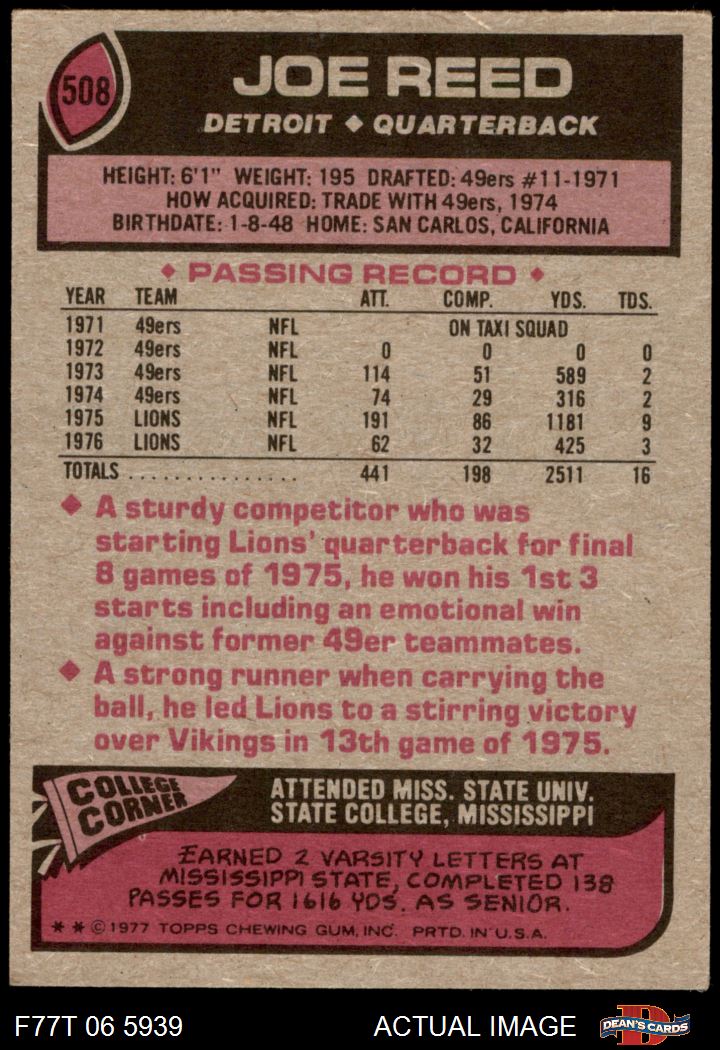 508
JOE REED
DETROIT ◆ QUARTERBACK
HEIGHT: 6'1" WEIGHT: 195 DRAFTED: 49ers #11-1971
HOW ACQUIRED: TRADE WITH 49ers, 1974
BIRTHDATE: 1-8-48 HOME: SAN CARLOS, CALIFORNIA
◆ PASSING RECORD ◆
YEAR TEAM ATT. COMP. YDS. TDS.
1971 49ers NFL ON TAXI SQUAD
1972 49ers NFL 0 0 0 0
1973 49ers NFL 114 51 589 2
1974 49ers NFL 74 29 316 2
1975 LIONS NFL 191 86 1181 9
1976 LIONS NFL 62 32 425 3
TOTALS ............... 441 198 2511 16
◆ A sturdy competitor who was
starting Lions' quarterback for final
8 games of 1975, he won his 1st 3
starts including an emotional win
against former 49er teammates.
◆ A strong runner when carrying the
ball, he led Lions to a stirring victory
over Vikings in 13th game of 1975.
COLLEGE
CORNER
ATTENDED MISS. STATE UNIV.
STATE COLLEGE, MISSISSIPPI
EARNED 2 VARSITY LETTERS AT
MISSISSIPPI STATE, COMPLETED 138
PASSES FOR 1616 YDS. AS SENIOR.
* * © 1977 TOPPS CHEWING GUM, INC. PRTD. IN U.S.A.
F77T 06 5939 ACTUAL IMAGE
D
DEAN'S CARDS